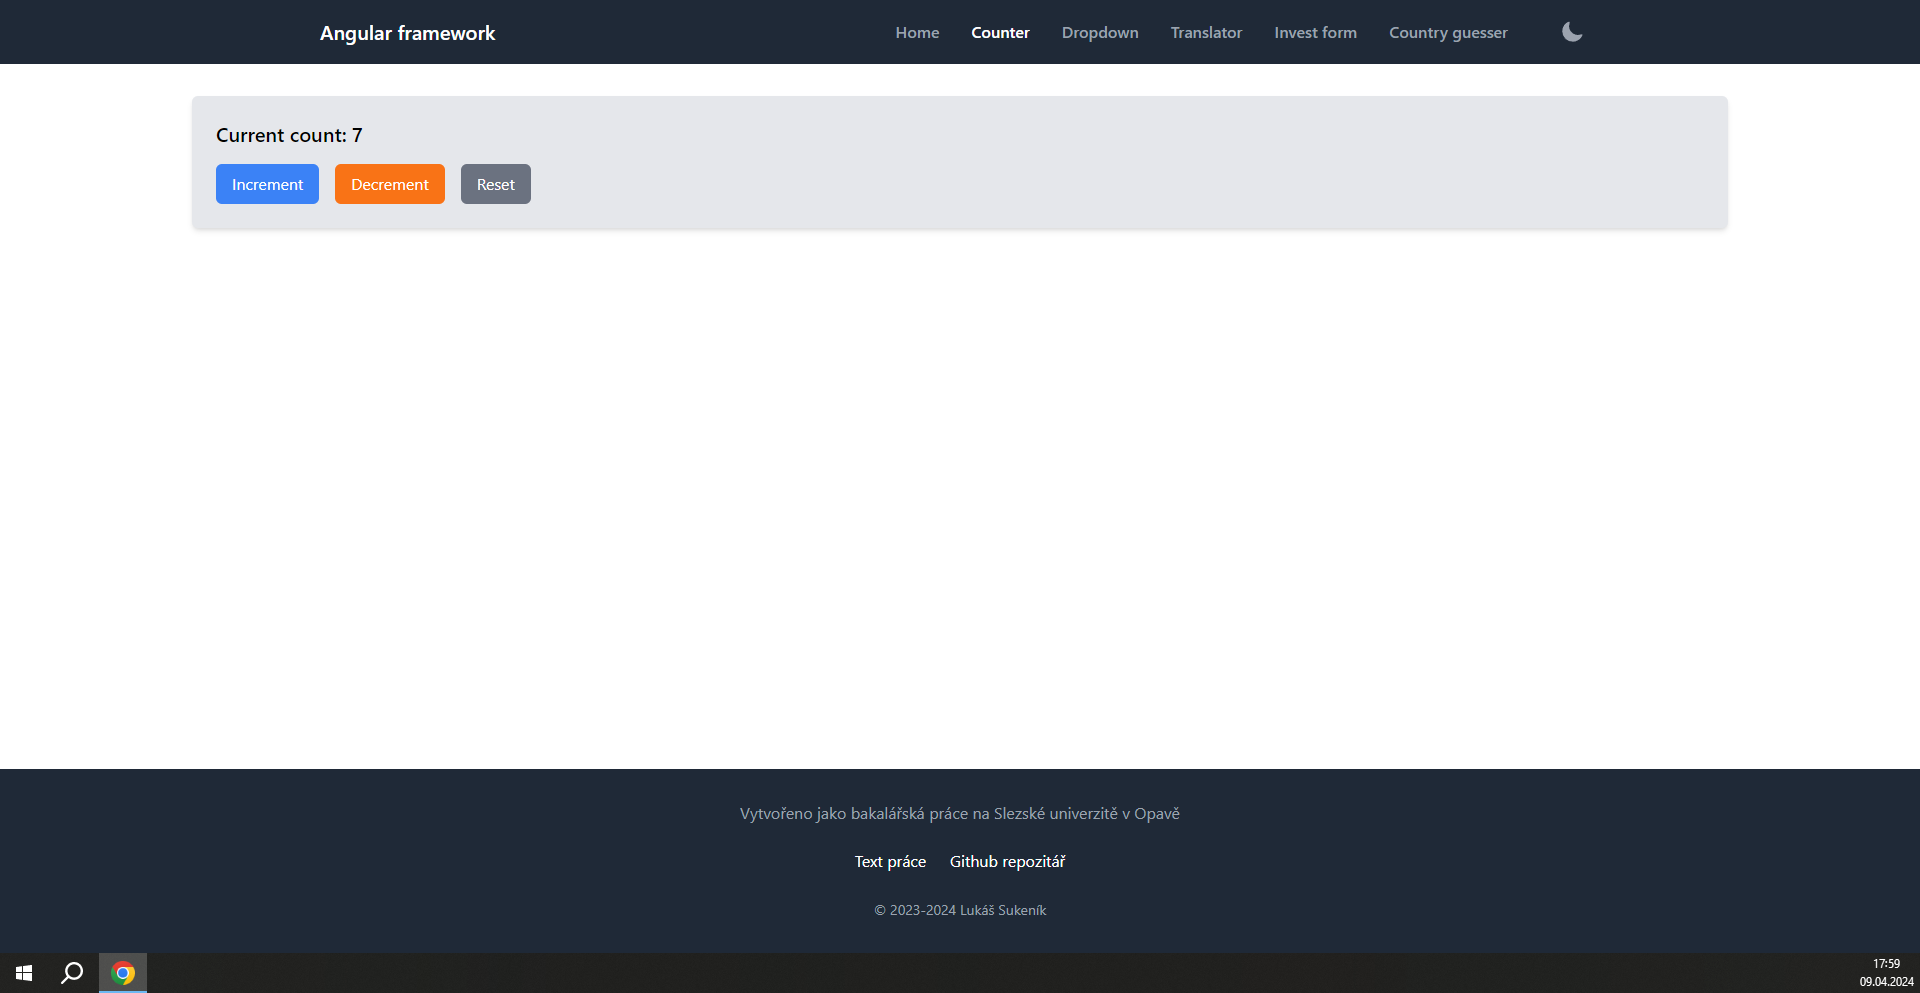 Angular framework Home Counter Dropdown Translator Invest form Country guesser
Current count: 7
Increment Decrement Reset
Vytvořeno jako bakalářská práce na Slezské univerzitě v Opavě
Text práce Github repozitář
© 2023-2024 Lukáš Sukeník
17:59
09.04.2024